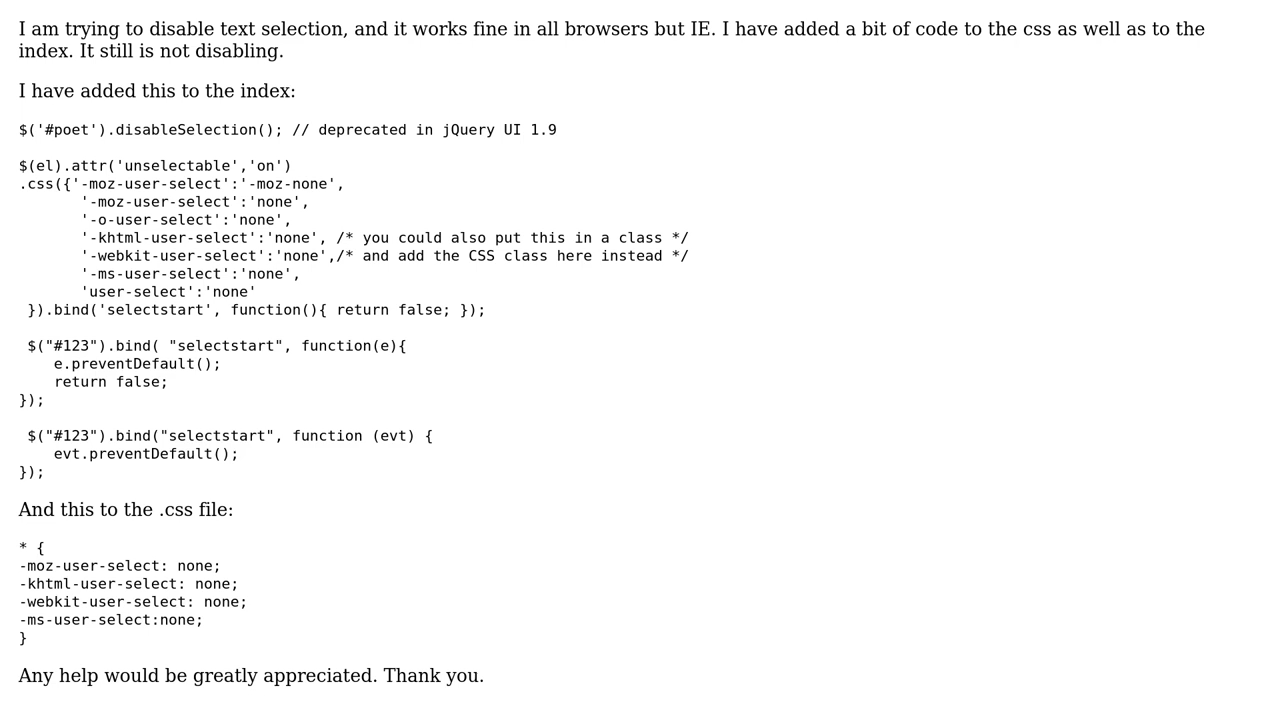 I am trying to disable text selection, and it works fine in all browsers but IE. I have added a bit of code to the css as well as to the
index. It still is not disabling.
I have added this to the index:
$('#poet').disableSelection(); // deprecated in jQuery UI 1.9
$(el).attr('unselectable','on')
.css({'-moz-user-select':'-moz-none',
'-moz-user-select':'none',
'-o-user-select':'none',
'-khtml-user-select':'none', /* you could also put this in a class */
'-webkit-user-select':'none',/* and add the CSS class here instead */
'-ms-user-select':'none',
'user-select':'none'
}).bind('selectstart', function(){ return false; });
$("#123").bind( "selectstart", function(e){
e.preventDefault();
return false;
});
$("#123").bind("selectstart", function (evt) {
evt.preventDefault();
});
And this to the .css file:
* {
-moz-user-select: none;
-khtml-user-select: none;
-webkit-user-select: none;
-ms-user-select:none;
}
Any help would be greatly appreciated. Thank you.